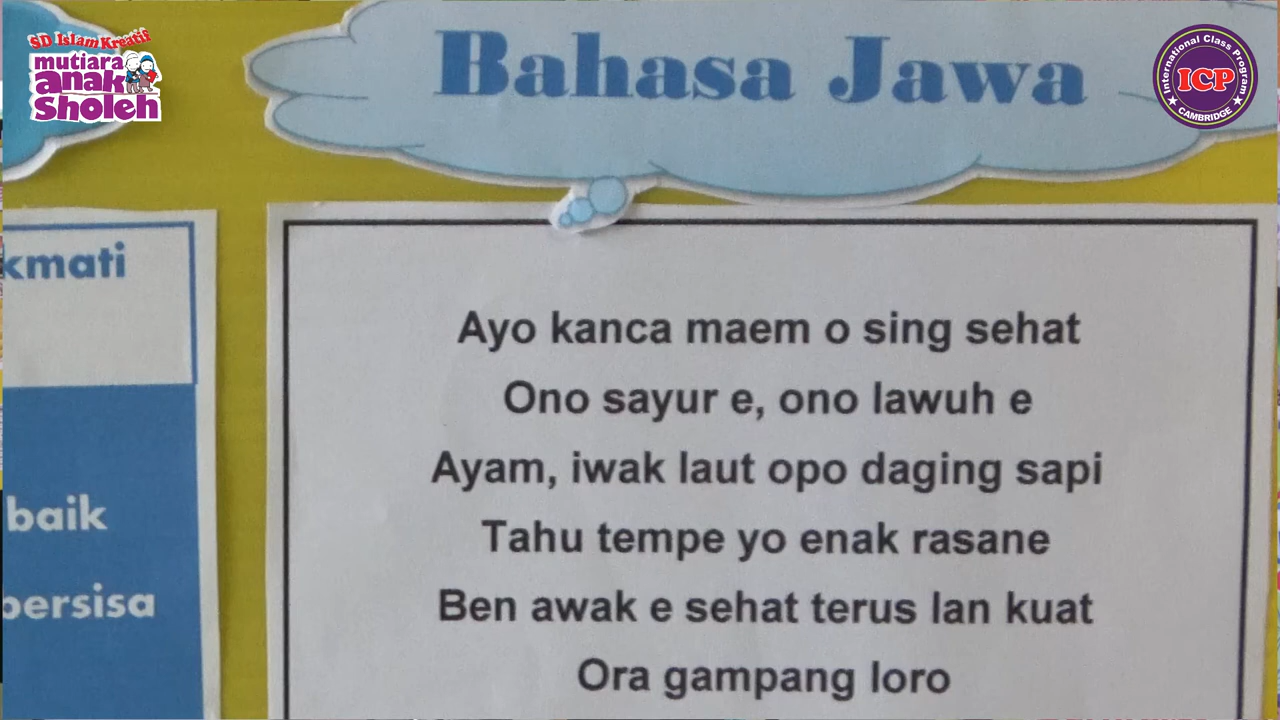 SD Islam Kreatif
mutiara
anak
Sholeh
Bahasa Jawa
International Class Program
ICP
CAMBRIDGE
kmati
baik
bersisa
Ayo kanca maem o sing sehat
Ono sayur e, ono lawuh e
Ayam, iwak laut opo daging sapi
Tahu tempe yo enak rasane
Ben awak e sehat terus lan kuat
Ora gampang loro